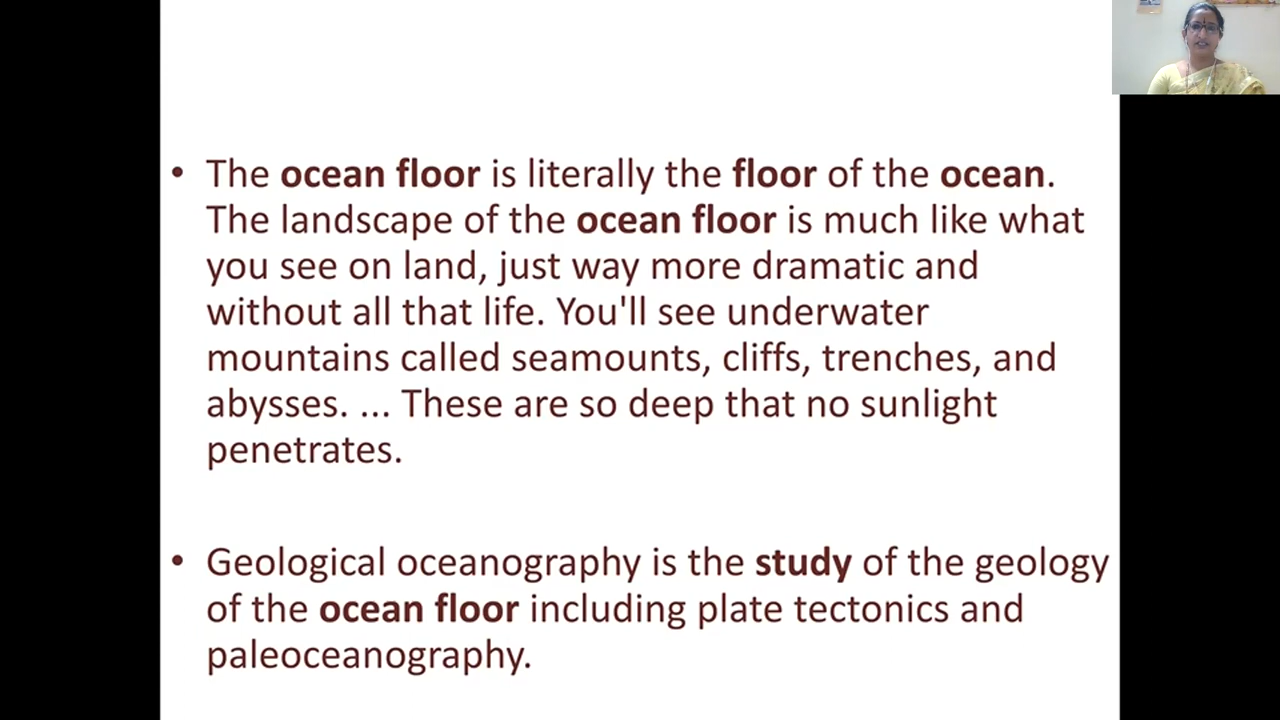 • The ocean floor is literally the floor of the ocean.
The landscape of the ocean floor is much like what
you see on land, just way more dramatic and
without all that life. You'll see underwater
mountains called seamounts, cliffs, trenches, and
abysses. ... These are so deep that no sunlight
penetrates.
• Geological oceanography is the study of the geology
of the ocean floor including plate tectonics and
paleoceanography.